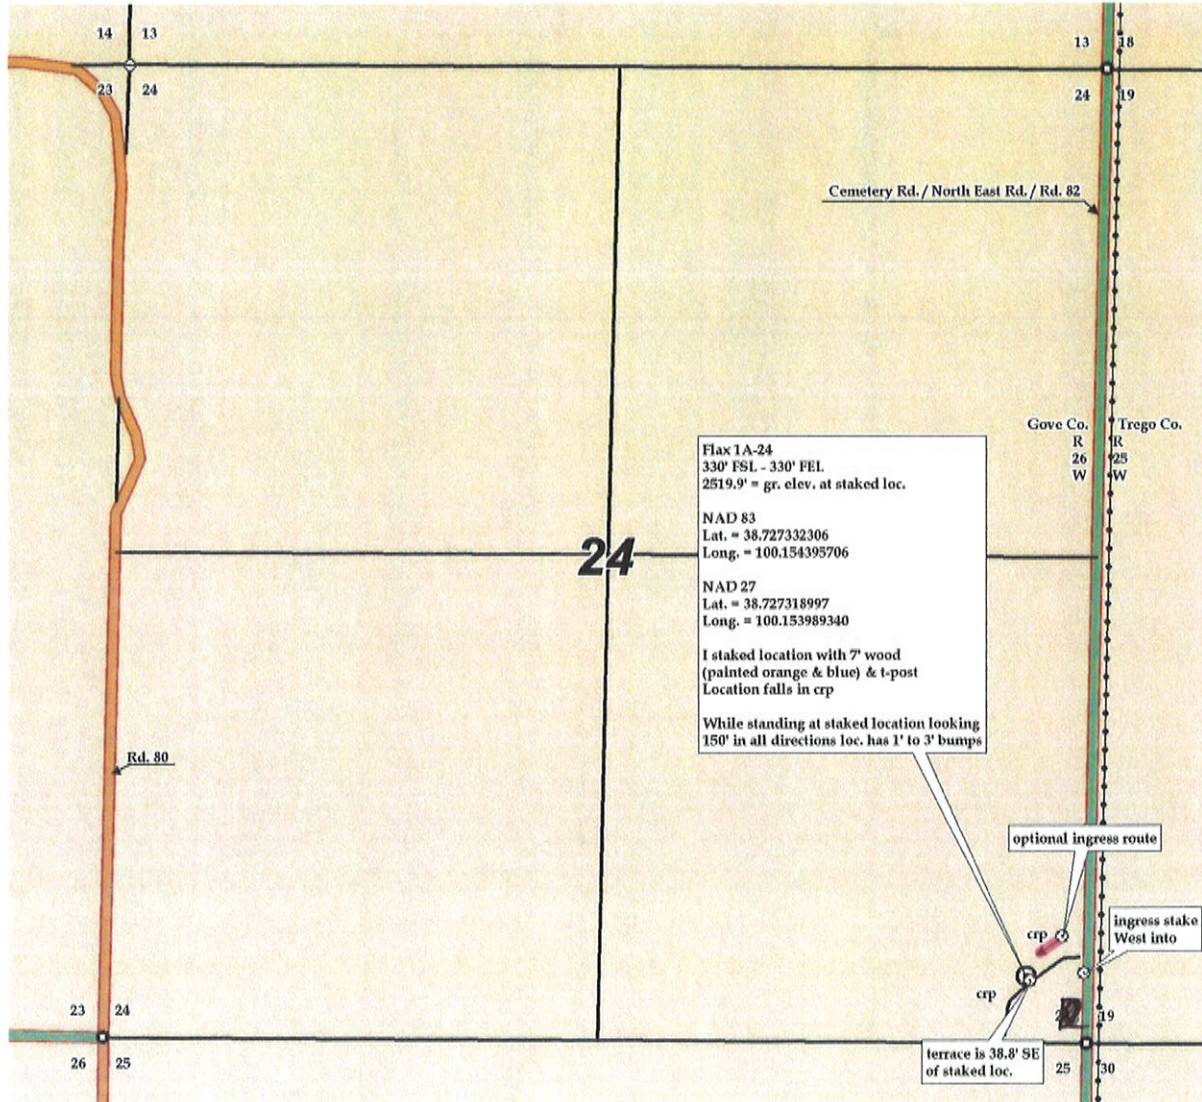 14 13
13 18
23 24
24 19
Cemetery Rd. / North East Rd. / Rd. 82
Gove Co. Trego Co.
R R
26 25
W W
Flax 1A-24
330' FSL - 330' FEL
2519.9' = gr. elev. at staked loc.
NAD 83
Lat. = 38.727332306
Long. = 100.154395706
NAD 27
Lat. = 38.727318997
Long. = 100.153989340
I staked location with 7' wood
(painted orange & blue) & t-post
Location falls in crp
While standing at staked location looking
150' in all directions loc. has 1' to 3' bumps
24
Rd. 80
optional ingress route
ingress stake
West into
crp
crp
23 24
19
terrace is 38.8' SE
of staked loc.
26 25
25 30